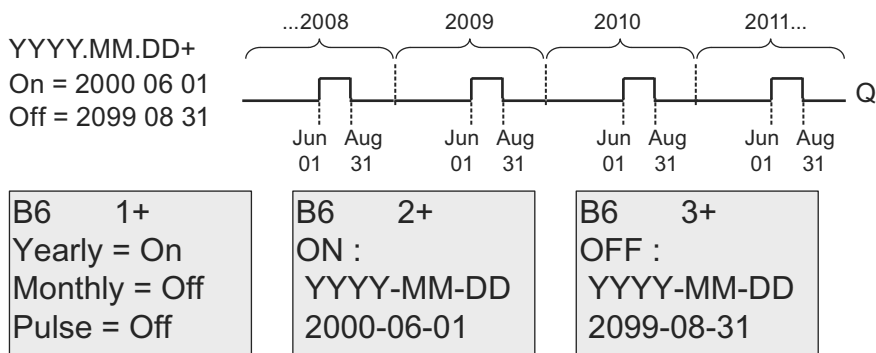 ...2008 2009 2010 2011...
YYYY.MM.DD+
On = 2000 06 01
Off = 2099 08 31
Q
Jun Aug Jun Aug Jun Aug Jun Aug
01 31 01 31 01 31 01 31
B6 1+
Yearly = On
Monthly = Off
Pulse = Off
B6 2+
ON :
YYYY-MM-DD
2000-06-01
B6 3+
OFF :
YYYY-MM-DD
2099-08-31